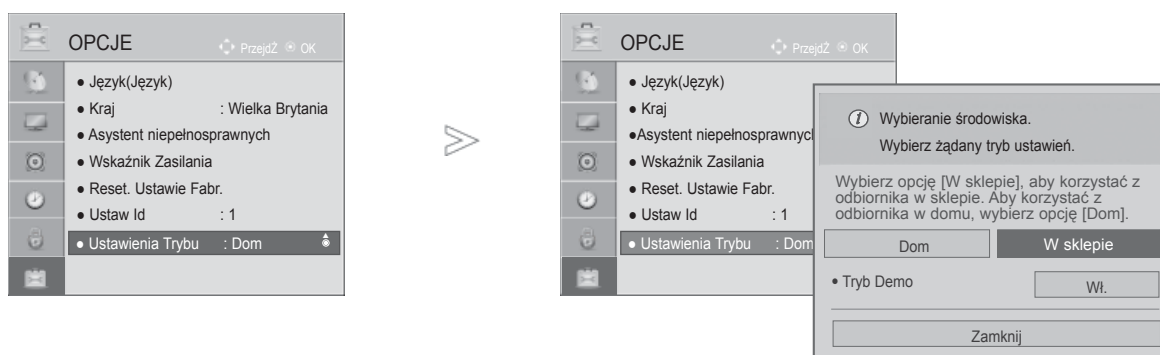 OPCJE PrzejdŹ OK
● Język(Język)
● Kraj : Wielka Brytania
● Asystent niepełnosprawnych
● Wskaźnik Zasilania
● Reset. Ustawie Fabr.
● Ustaw Id : 1
● Ustawienia Trybu : Dom
OPCJE PrzejdŹ OK
● Język(Język)
● Kraj
●Asystent niepełnosprawnyc
● Wskaźnik Zasilania
● Reset. Ustawie Fabr.
● Ustaw Id : 1
● Ustawienia Trybu : Dom
i Wybieranie środowiska.
Wybierz żądany tryb ustawień.
Wybierz opcję [W sklepie], aby korzystać z
odbiornika w sklepie. Aby korzystać z
odbiornika w domu, wybierz opcję [Dom].
Dom W sklepie
• Tryb Demo Wł.
Zamknij